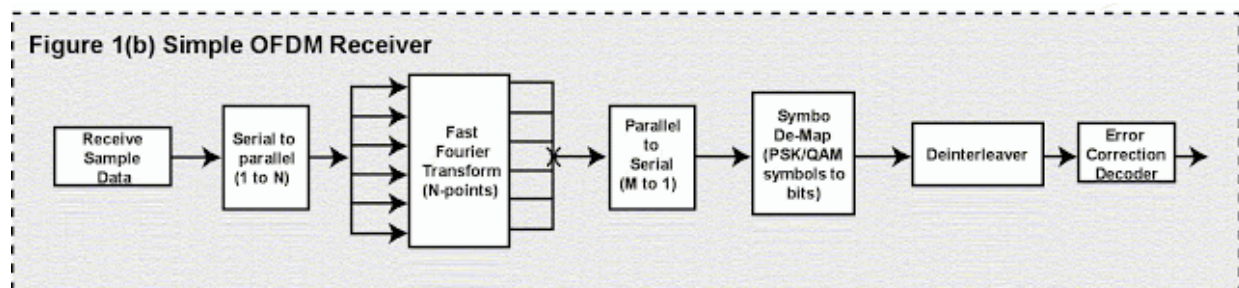 Figure 1(b) Simple OFDM Receiver
Receive
Sample
Data
Serial to
parallel
(1 to N)
Fast
Fourier
Transform
(N-points)
Parallel
to
Serial
(M to 1)
Symbo
De-Map
(PSK/QAM
symbols to
bits)
Deinterleaver
Error
Correction
Decoder